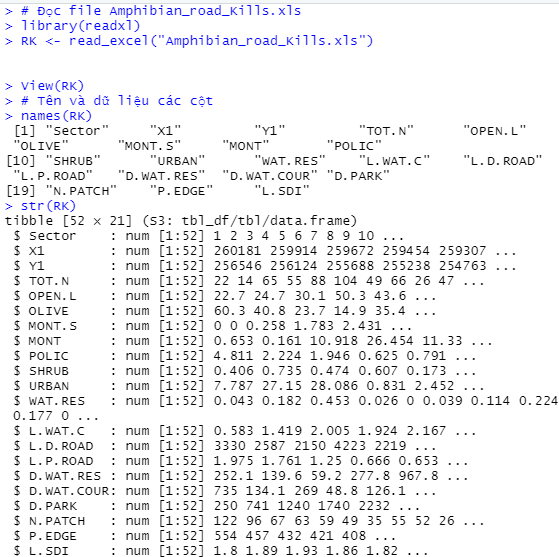 > # Đọc file Amphibian_road_Kills.xls
> library(readxl)
> RK <- read_excel("Amphibian_road_Kills.xls")
> View(RK)
> # Tên và dữ liệu các cột
> names(RK)
 [1] "Sector"     "X1"         "Y1"         "TOT.N"      "OPEN.L"
"OLIVE"      "MONT.S"     "MONT"       "POLIC"
[10] "SHRUB"      "URBAN"      "WAT.RES"    "L.WAT.C"    "L.D.ROAD"
"L.P.ROAD"   "D.WAT.RES"  "D.WAT.COUR" "D.PARK"
[19] "N.PATCH"    "P.EDGE"     "L.SDI"
> str(RK)
tibble [52 × 21] (S3: tbl_df/tbl/data.frame)
 $ Sector    : num [1:52] 1 2 3 4 5 6 7 8 9 10 ...
 $ X1        : num [1:52] 260181 259914 259672 259454 259307 ...
 $ Y1        : num [1:52] 256546 256124 255688 255238 254763 ...
 $ TOT.N     : num [1:52] 22 14 65 55 88 104 49 66 26 47 ...
 $ OPEN.L    : num [1:52] 22.7 24.7 30.1 50.3 43.6 ...
 $ OLIVE     : num [1:52] 60.3 40.8 23.7 14.9 35.4 ...
 $ MONT.S    : num [1:52] 0 0 0.258 1.783 2.431 ...
 $ MONT      : num [1:52] 0.653 0.161 10.918 26.454 11.33 ...
 $ POLIC     : num [1:52] 4.811 2.224 1.946 0.625 0.791 ...
 $ SHRUB     : num [1:52] 0.406 0.735 0.474 0.607 0.173 ...
 $ URBAN     : num [1:52] 7.787 27.15 28.086 0.831 2.452 ...
 $ WAT.RES   : num [1:52] 0.043 0.182 0.453 0.026 0 0.039 0.114 0.224
0.177 0 ...
 $ L.WAT.C   : num [1:52] 0.583 1.419 2.005 1.924 2.167 ...
 $ L.D.ROAD  : num [1:52] 3330 2587 2150 4223 2219 ...
 $ L.P.ROAD  : num [1:52] 1.975 1.761 1.25 0.666 0.653 ...
 $ D.WAT.RES : num [1:52] 252.1 139.6 59.2 277.8 967.8 ...
 $ D.WAT.COUR: num [1:52] 735 134.1 269 48.8 126.1 ...
 $ D.PARK    : num [1:52] 250 741 1240 1740 2232 ...
 $ N.PATCH   : num [1:52] 122 96 67 63 59 49 35 55 52 26 ...
 $ P.EDGE    : num [1:52] 554 457 432 421 408 ...
 $ L.SDI     : num [1:52] 1.8 1.89 1.93 1.86 1.82 ...